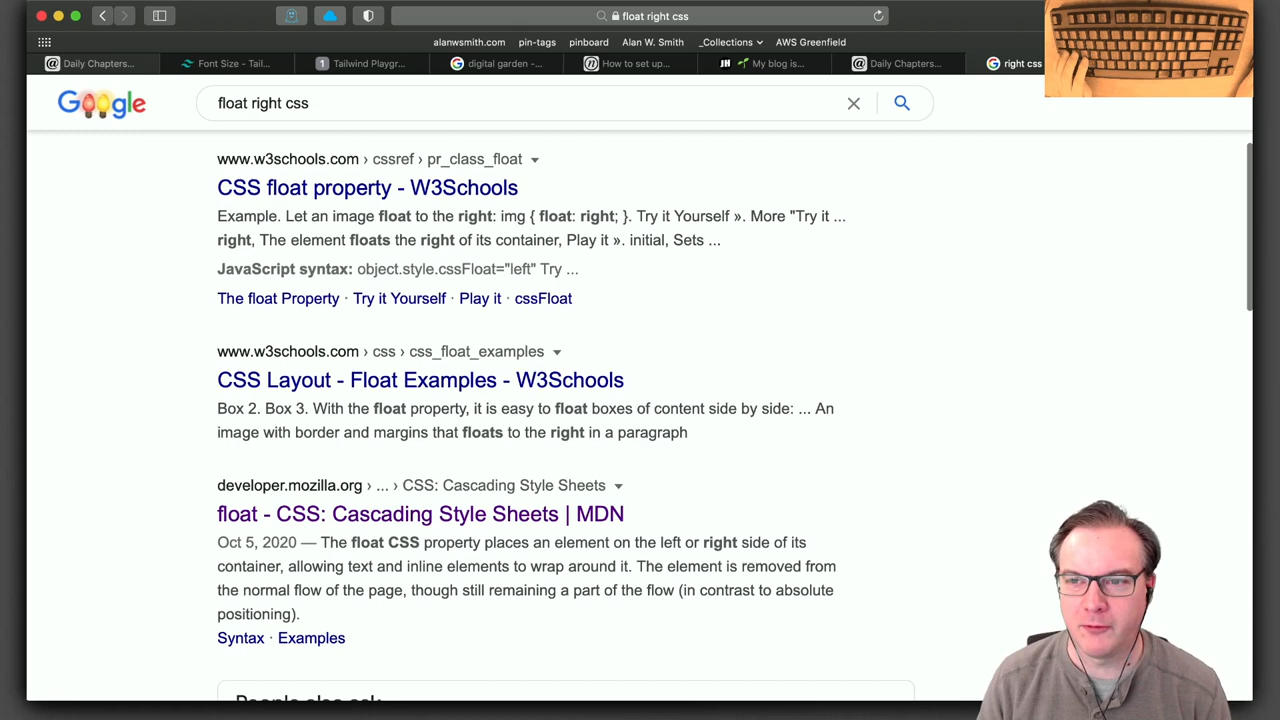 float right css
alanwsmith.com pin-tags pinboard Alan W. Smith _Collections AWS Greenfield
Daily Chapters... Font Size - Tail... 1 Tailwind Playgr... digital garden -... How to set up... JH My blog is... Daily Chapters... right css
Google float right css
www.w3schools.com › cssref › pr_class_float
CSS float property - W3Schools
Example. Let an image float to the right: img { float: right; }. Try it Yourself ». More "Try it ...
right, The element floats the right of its container, Play it ». initial, Sets ...
JavaScript syntax: object.style.cssFloat="left" Try ...
The float Property · Try it Yourself · Play it · cssFloat
www.w3schools.com › css › css_float_examples
CSS Layout - Float Examples - W3Schools
Box 2. Box 3. With the float property, it is easy to float boxes of content side by side: ... An
image with border and margins that floats to the right in a paragraph
developer.mozilla.org › ... › CSS: Cascading Style Sheets
float - CSS: Cascading Style Sheets | MDN
Oct 5, 2020 — The float CSS property places an element on the left or right side of its
container, allowing text and inline elements to wrap around it. The element is removed from
the normal flow of the page, though still remaining a part of the flow (in contrast to absolute
positioning).
Syntax · Examples
People also ask